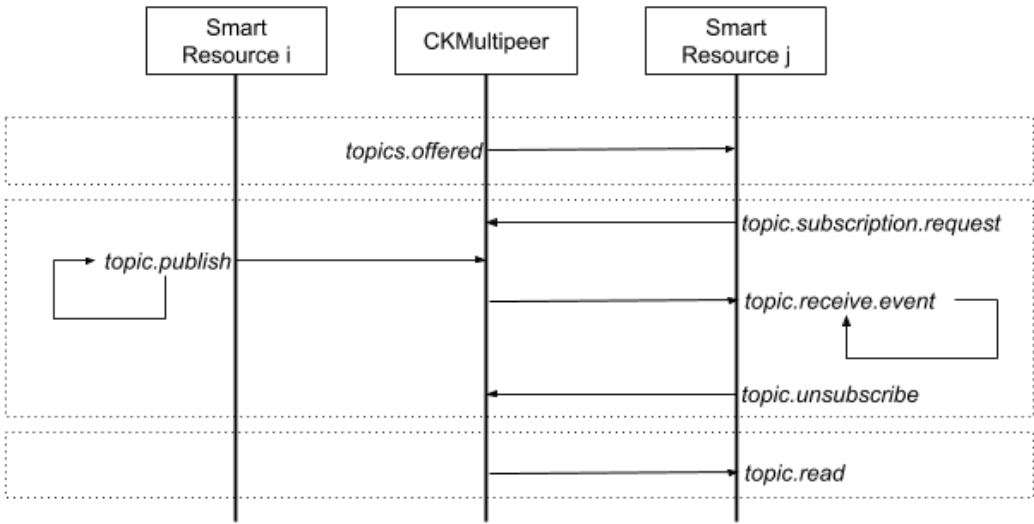 Smart
Resource i
CKMultipeer
Smart
Resource j
topics.offered
topic.subscription.request
topic.publish
topic.receive.event
topic.unsubscribe
topic.read